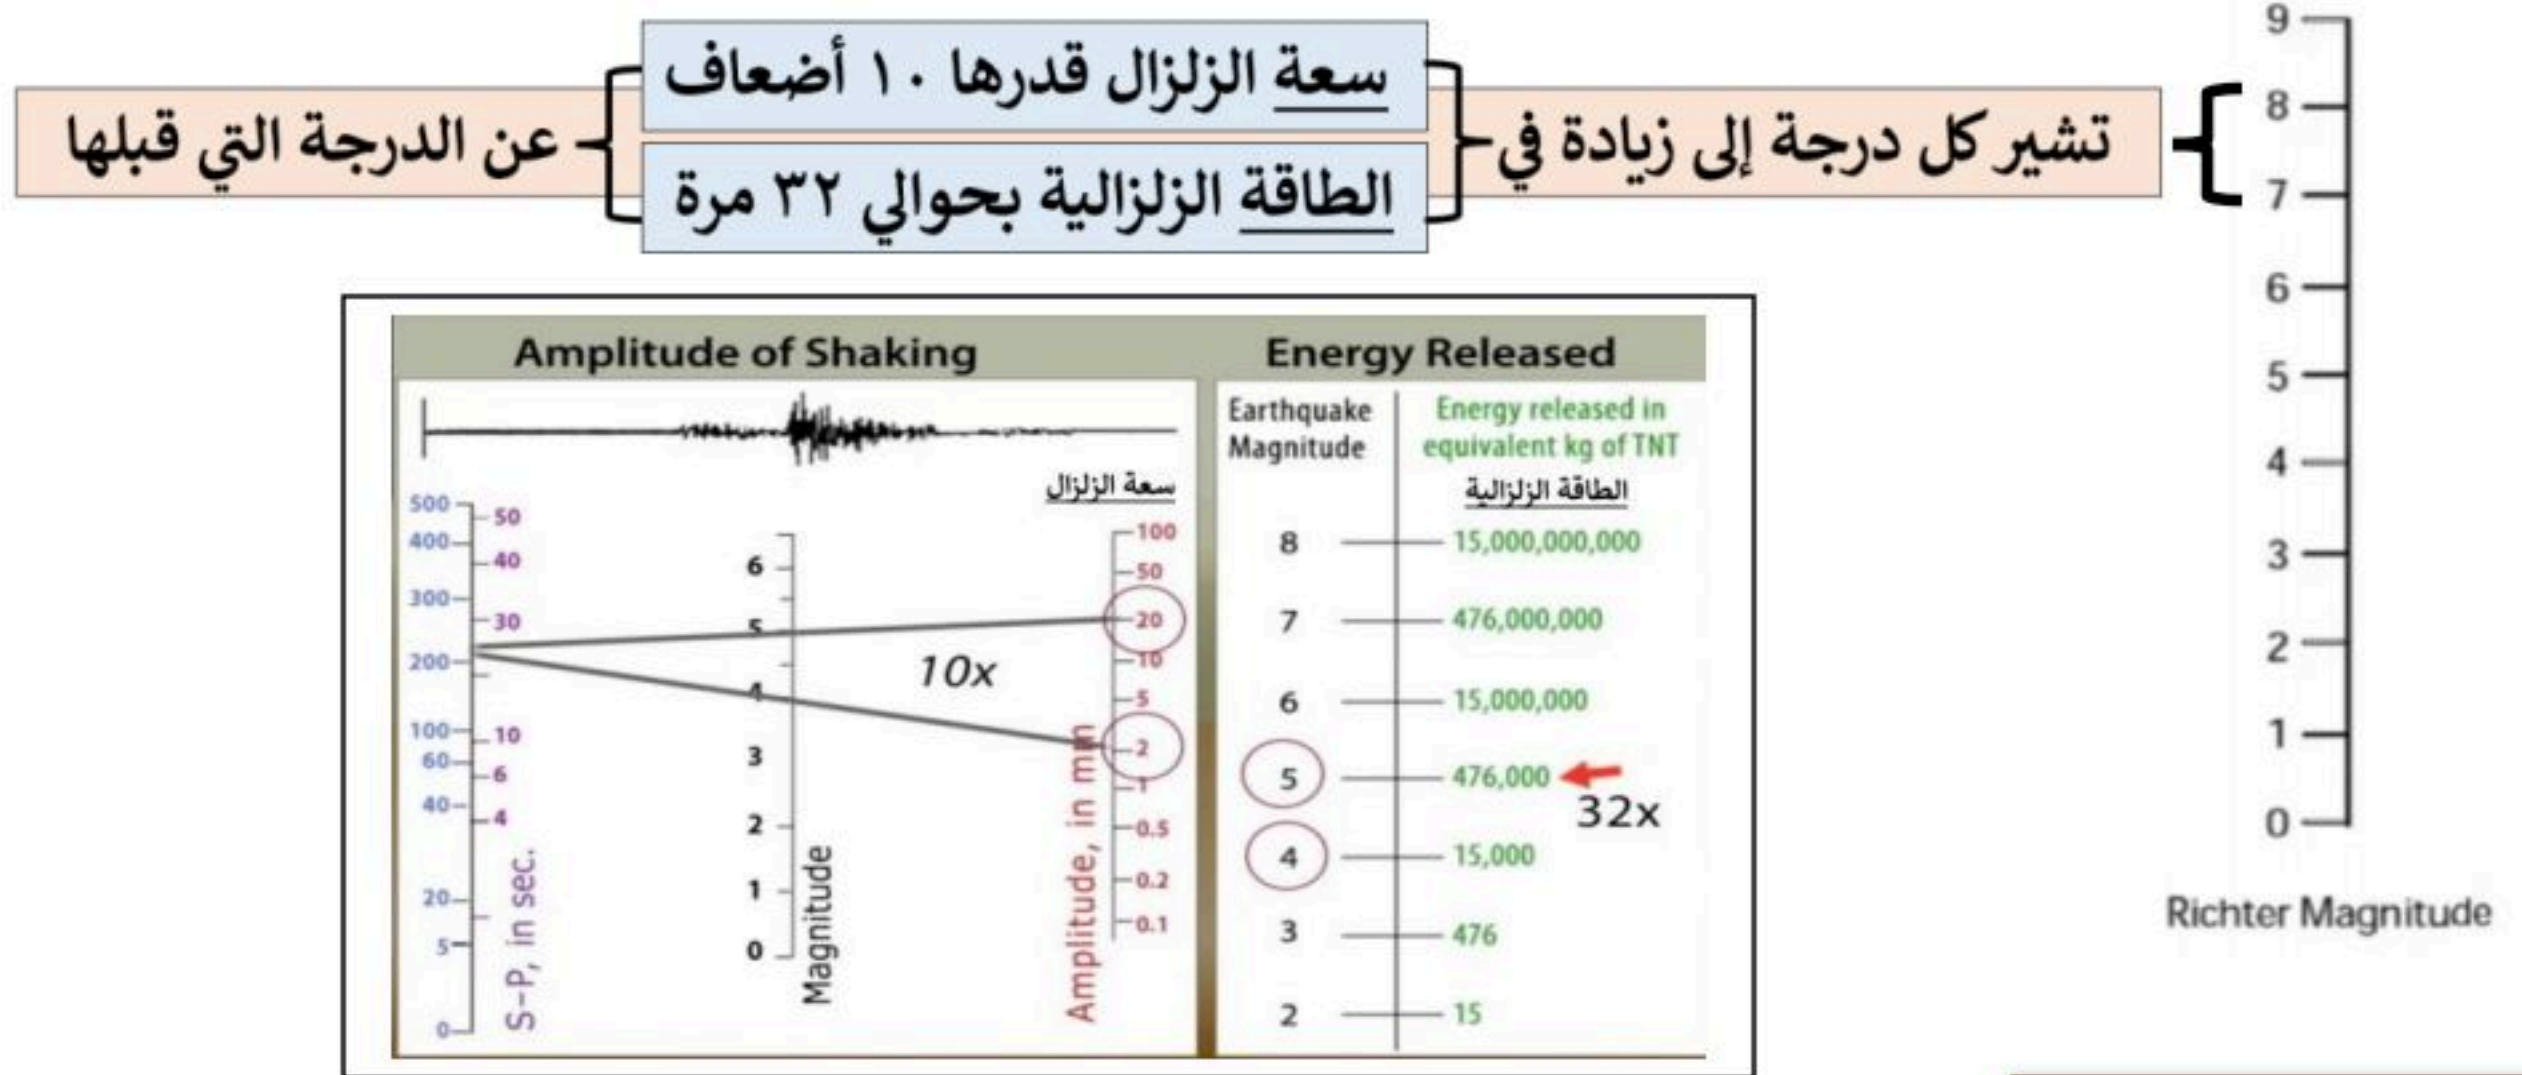 تشير كل درجة إلى زيادة في
سعة الزلزال قدرها ١٠ أضعاف
الطاقة الزلزالية بحوالي ٣٢ مرة
عن الدرجة التي قبلها
9
8
7
6
5
4
3
2
1
0
Richter Magnitude
Amplitude of Shaking
سعة الزلزال
500
400
300
200
100
60
40
20
5
0
50
40
30
10
6
4
S-P, in sec.
6
5
4
3
2
1
0
Magnitude
10x
100
50
20
10
5
2
1
0.5
0.2
0.1
Amplitude, in mm
Energy Released
Earthquake
Magnitude
Energy released in
equivalent kg of TNT
الطاقة الزلزالية
8 15,000,000,000
7 476,000,000
6 15,000,000
5 476,000
32x
4 15,000
3 476
2 15